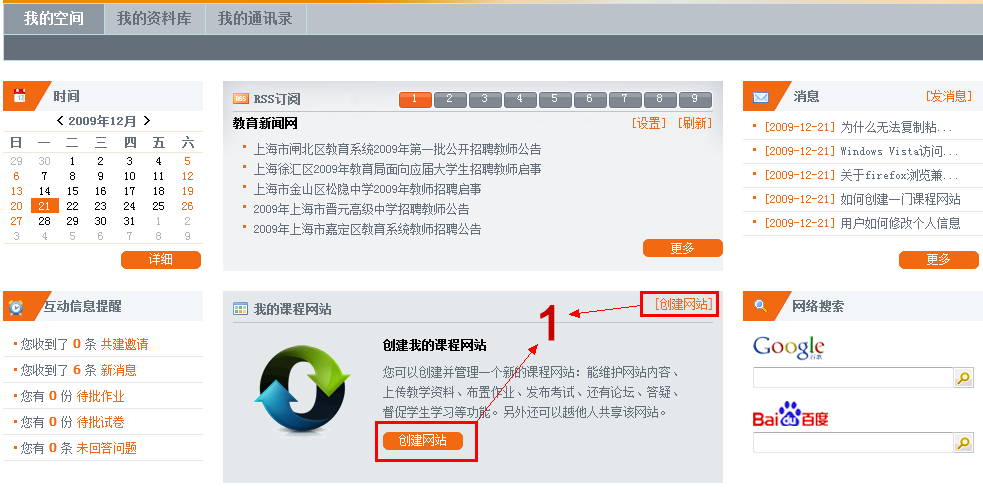 我的空间 我的资料库 我的通讯录
时间
2009年12月
日 一 二 三 四 五 六
29 30 1 2 3 4 5
6 7 8 9 10 11 12
13 14 15 16 17 18 19
20 21 22 23 24 25 26
27 28 29 30 31 1 2
3 4 5 6 7 8 9
详细
RSS订阅 1 2 3 4 5 6 7 8 9
教育新闻网 [设置] [刷新]
上海市闸北区教育系统2009年第一批公开招聘教师公告
上海徐汇区2009年教育局面向应届大学生招聘教师启事
上海市金山区松隐中学2009年教师招聘启事
2009年上海市晋元高级中学招聘教师公告
2009年上海市嘉定区教育系统教师招聘公告
更多
消息 [发消息]
[2009-12-21] 为什么无法复制粘...
[2009-12-21] Windows Vista访问...
[2009-12-21] 关于firefox浏览兼...
[2009-12-21] 如何创建一门课程网站
[2009-12-21] 用户如何修改个人信息
更多
互动信息提醒
您收到了 0 条 共建邀请
您收到了 6 条 新消息
您有 0 份 待批作业
您有 0 份 待批试卷
您有 0 条 未回答问题
我的课程网站 [创建网站]
1
创建我的课程网站
您可以创建并管理一个新的课程网站：能维护网站内容、
上传教学资料、布置作业、发布考试、还有论坛、答疑、
督促学生学习等功能。另外还可以越他人共享该网站。
创建网站
网络搜索
Google 谷歌
Bai百度